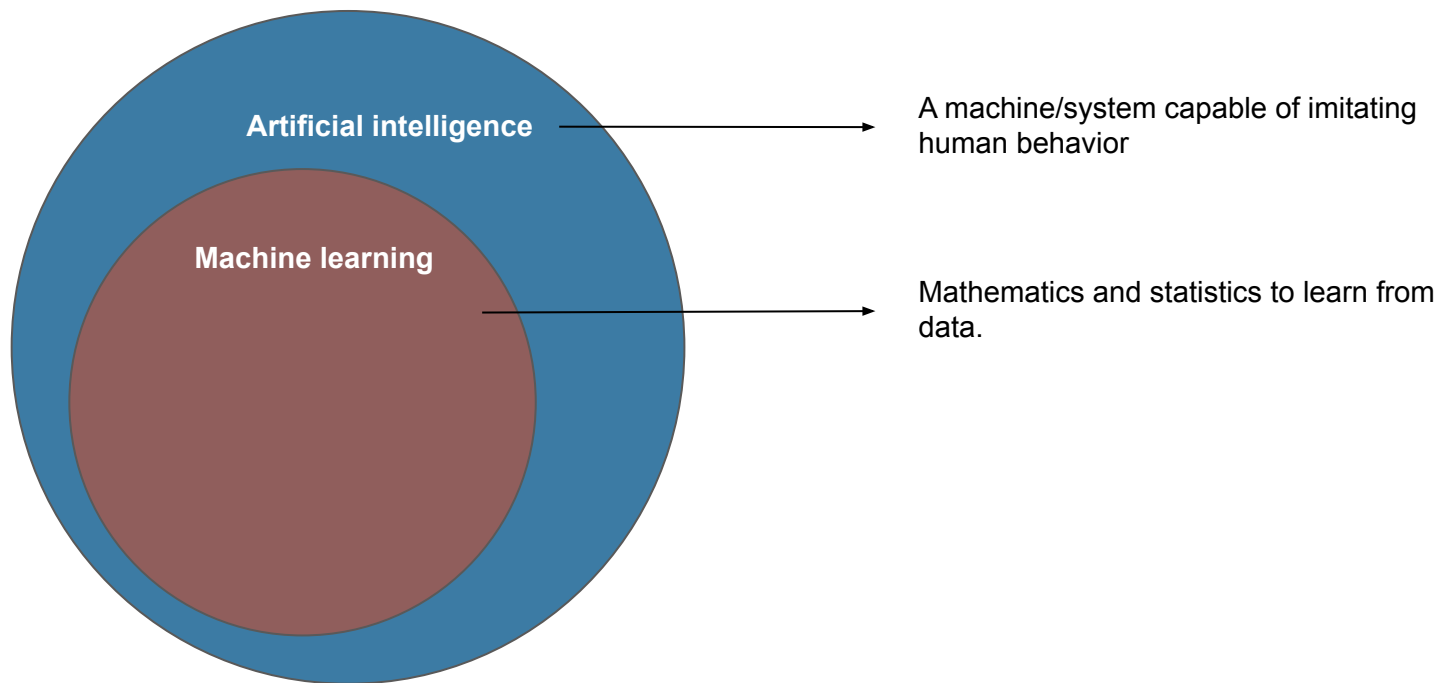 Artificial intelligence
A machine/system capable of imitating
human behavior
Machine learning
Mathematics and statistics to learn from
data.